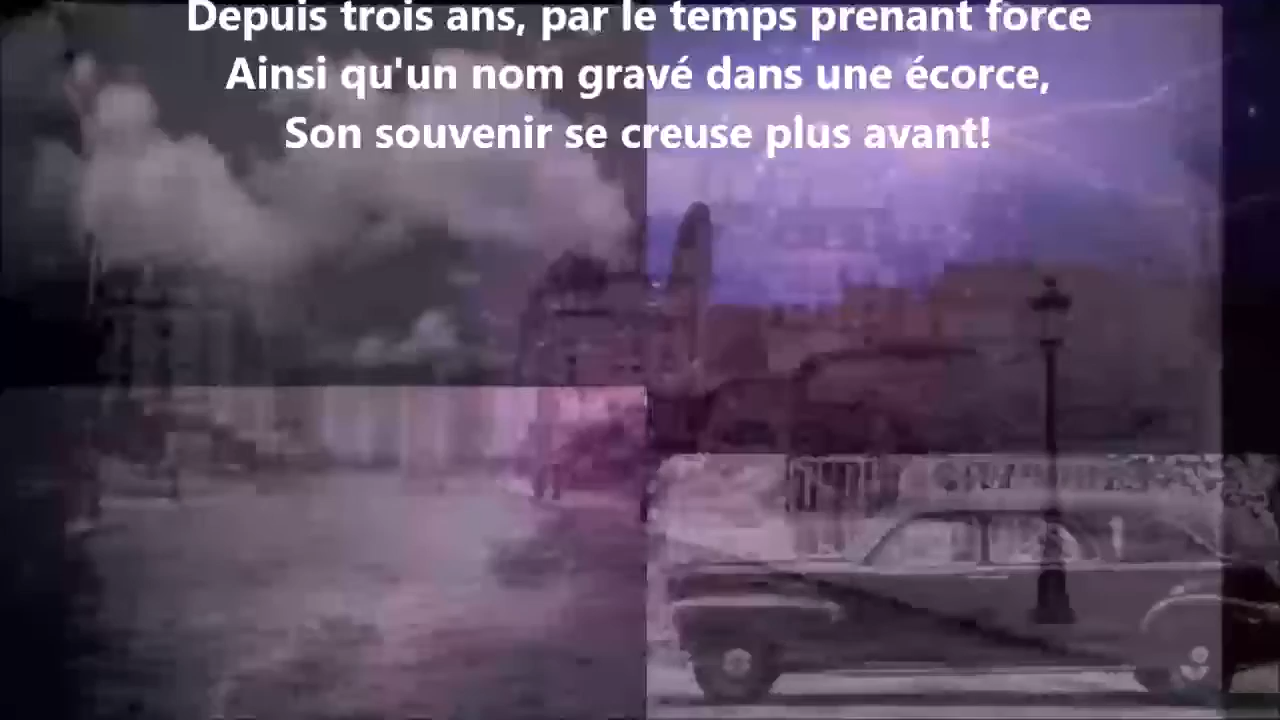 Depuis trois ans, par le temps prenant force
Ainsi qu'un nom gravé dans une écorce,
Son souvenir se creuse plus avant!